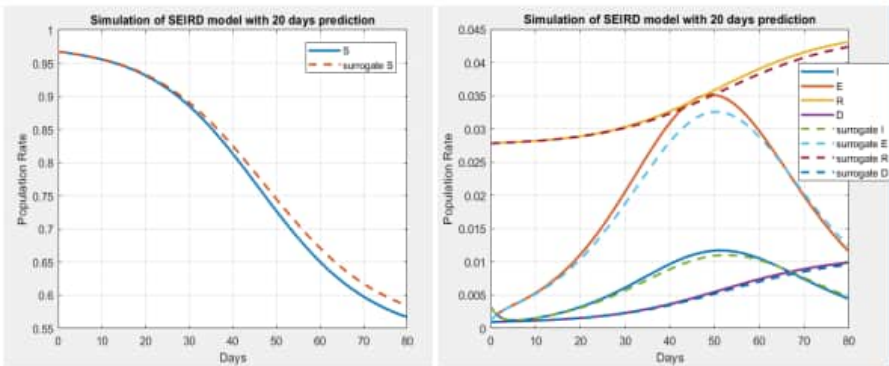 Simulation of SEIRD model with 20 days prediction
1
0.95
0.9
0.85
0.8
0.75
0.7
0.65
0.6
0.55
Population Rate
0 10 20 30 40 50 60 70 80
Days
S
surrogate S
Simulation of SEIRD model with 20 days prediction
0.045
0.04
0.035
0.03
0.025
0.02
0.015
0.01
0.005
0
Population Rate
0 10 20 30 40 50 60 70 80
Days
I
E
R
D
surrogate I
surrogate E
surrogate R
surrogate D